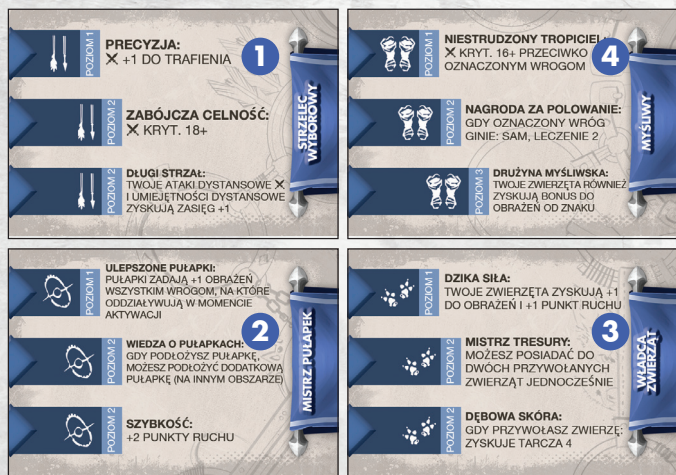 POZIOM 1
PRECYZJA:
+1 DO TRAFIENIA
1
POZIOM 2
ZABÓJCZA CELNOŚĆ:
KRYT. 18+
POZIOM 2
DŁUGI STRZAŁ:
TWOJE ATAKI DYSTANSOWE
I UMIEJĘTNOŚCI DYSTANSOWE
ZYSKUJĄ ZASIĘG +1
STRZELEC
WYBOROWY
POZIOM 1
NIESTRUDZONY
KRYT. 16+ PRZECIWKO
OZNACZONYM WROGOM
4
POZIOM 2
NAGRODA ZA POLOWANIE:
GDY OZNACZONY WRÓG
GINIE: SAM, LECZENIE 2
POZIOM 3
DRUŻYNA MYŚLIWSKA:
TWOJE ZWIERZĘTA RÓWNIEŻ
ZYSKUJĄ BONUS DO
OBRAŻEŃ OD ZNAKU
MYŚLIWY
POZIOM 1
ULEPSZONE PUŁAPKI:
PUŁAPKI ZADAJĄ +1 OBRAŻEŃ
WSZYSTKIM WROGOM, NA KTÓRE
ODDZIAŁYWUJĄ W MOMENCIE
AKTYWACJI
2
POZIOM 2
WIEDZA O PUŁAPKACH:
GDY PODŁOŻYSZ PUŁAPKĘ,
MOŻESZ PODŁOŻYĆ DODATKOWĄ
PUŁAPKĘ (NA INNYM OBSZARZE)
POZIOM 2
SZYBKOŚĆ:
+2 PUNKTY RUCHU
MISTRZ PUŁAPEK
POZIOM 1
DZIKA SIŁA:
TWOJE ZWIERZĘTA ZYSKUJĄ +1
DO OBRAŻEŃ I +1 PUNKT RUCHU
3
POZIOM 2
MISTRZ TRESURY:
MOŻESZ POSIADAĆ DO
DWÓCH PRZYWOŁANYCH
ZWIERZĄT JEDNOCZEŚNIE
POZIOM 2
DĘBOWA SKÓRA:
GDY PRZYWOŁASZ ZWIERZĘ:
ZYSKUJE TARCZA 4
WŁADCA
ZWIERZĄT